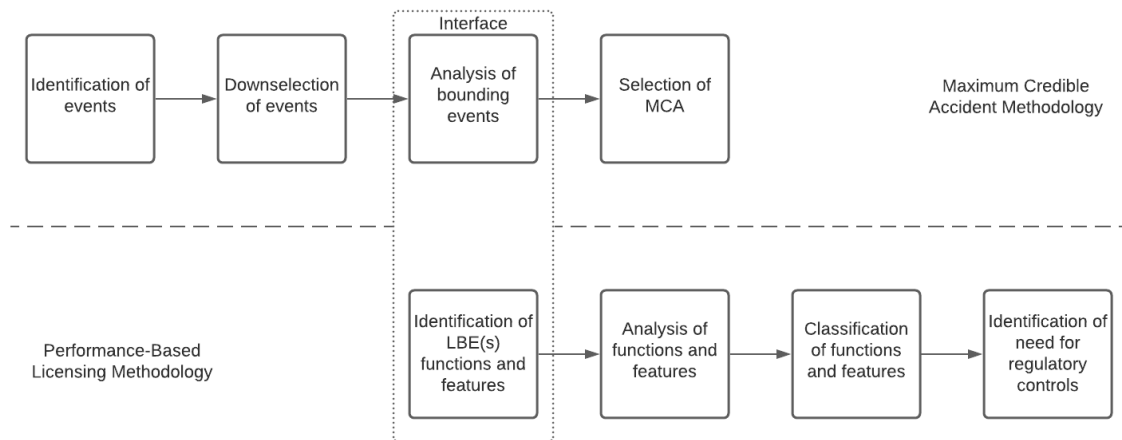 Interface
Identification of
events
Downselection
of events
Analysis of
bounding
events
Selection of
MCA
Maximum Credible
Accident Methodology
Performance-Based
Licensing Methodology
Identification of
LBE(s)
functions and
features
Analysis of
functions and
features
Classification
of functions
and features
Identification of
need for
regulatory
controls